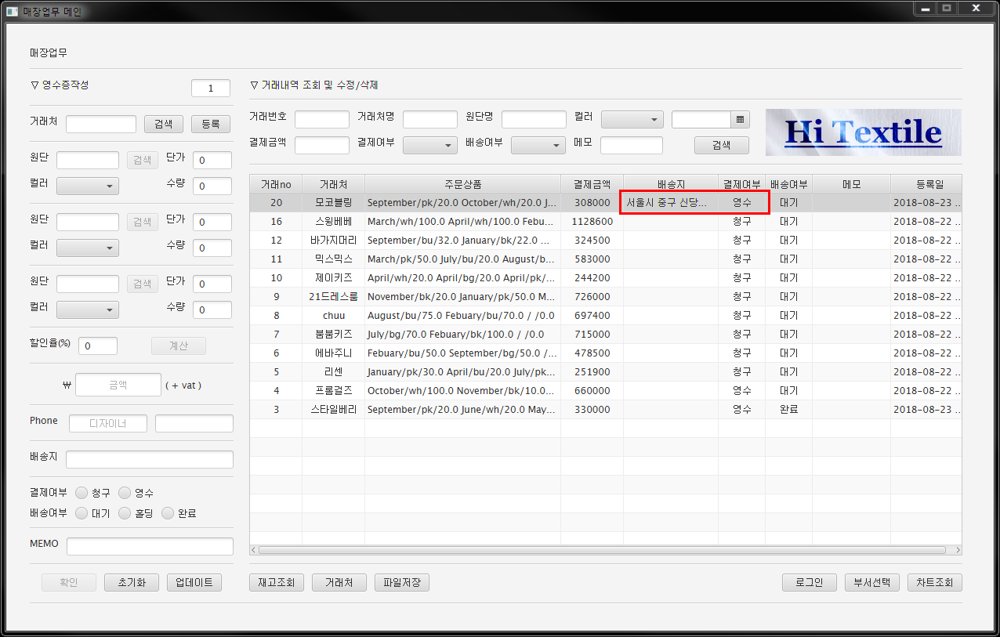 매장업무 메인
매장업무
▽ 영수증작성 1
거래처 검색 등록
원단 검색 단가 0
컬러 수량 0
원단 검색 단가 0
컬러 수량 0
원단 검색 단가 0
컬러 수량 0
할인율(%) 0 계산
₩ 금액 ( + vat )
Phone 디자이너
배송지
결제여부 청구 영수
배송여부 대기 홀딩 완료
MEMO
확인 초기화 업데이트
▽ 거래내역 조회 및 수정/삭제
거래번호 거래처명 원단명 컬러
결제금액 결제여부 배송여부 메모 검색
Hi Textile
거래no 거래처 주문상품 결제금액 배송지 결제여부 배송여부 메모 등록일
20 모코블링 September/pk/20.0 October/wh/20.0 J... 308000 서울시 중구 신당... 영수 대기 2018-08-23 ...
16 스윙베베 March/wh/100.0 April/wh/100.0 Febu... 1128600 청구 대기 2018-08-22 ...
12 바가지머리 September/bu/32.0 January/bk/22.0 ... 324500 청구 대기 2018-08-22 ...
11 믹스믹스 March/pk/50.0 July/bu/20.0 August/b... 583000 청구 대기 2018-08-22 ...
10 제이키즈 April/wh/20.0 April/bg/20.0 April/pk/... 244200 청구 대기 2018-08-22 ...
9 21드레스룸 November/bk/20.0 January/pk/50.0 M... 726000 청구 대기 2018-08-22 ...
8 chuu August/bu/75.0 Febuary/bu/70.0 / /0.0 697400 청구 대기 2018-08-22 ...
7 붐붐키즈 July/bg/70.0 Febuary/bk/100.0 / /0.0 715000 청구 대기 2018-08-22 ...
6 에바주니 Febuary/bu/50.0 September/bg/50.0 /... 478500 청구 대기 2018-08-22 ...
5 리센 January/pk/30.0 April/bu/20.0 July/pk... 251900 청구 대기 2018-08-22 ...
4 프롬걸즈 October/wh/100.0 November/bk/10.0... 660000 영수 대기 2018-08-22 ...
3 스타일베리 September/pk/20.0 June/wh/20.0 May... 330000 영수 완료 2018-08-23 ...
재고조회 거래처 파일저장 로그인 부서선택 차트조회